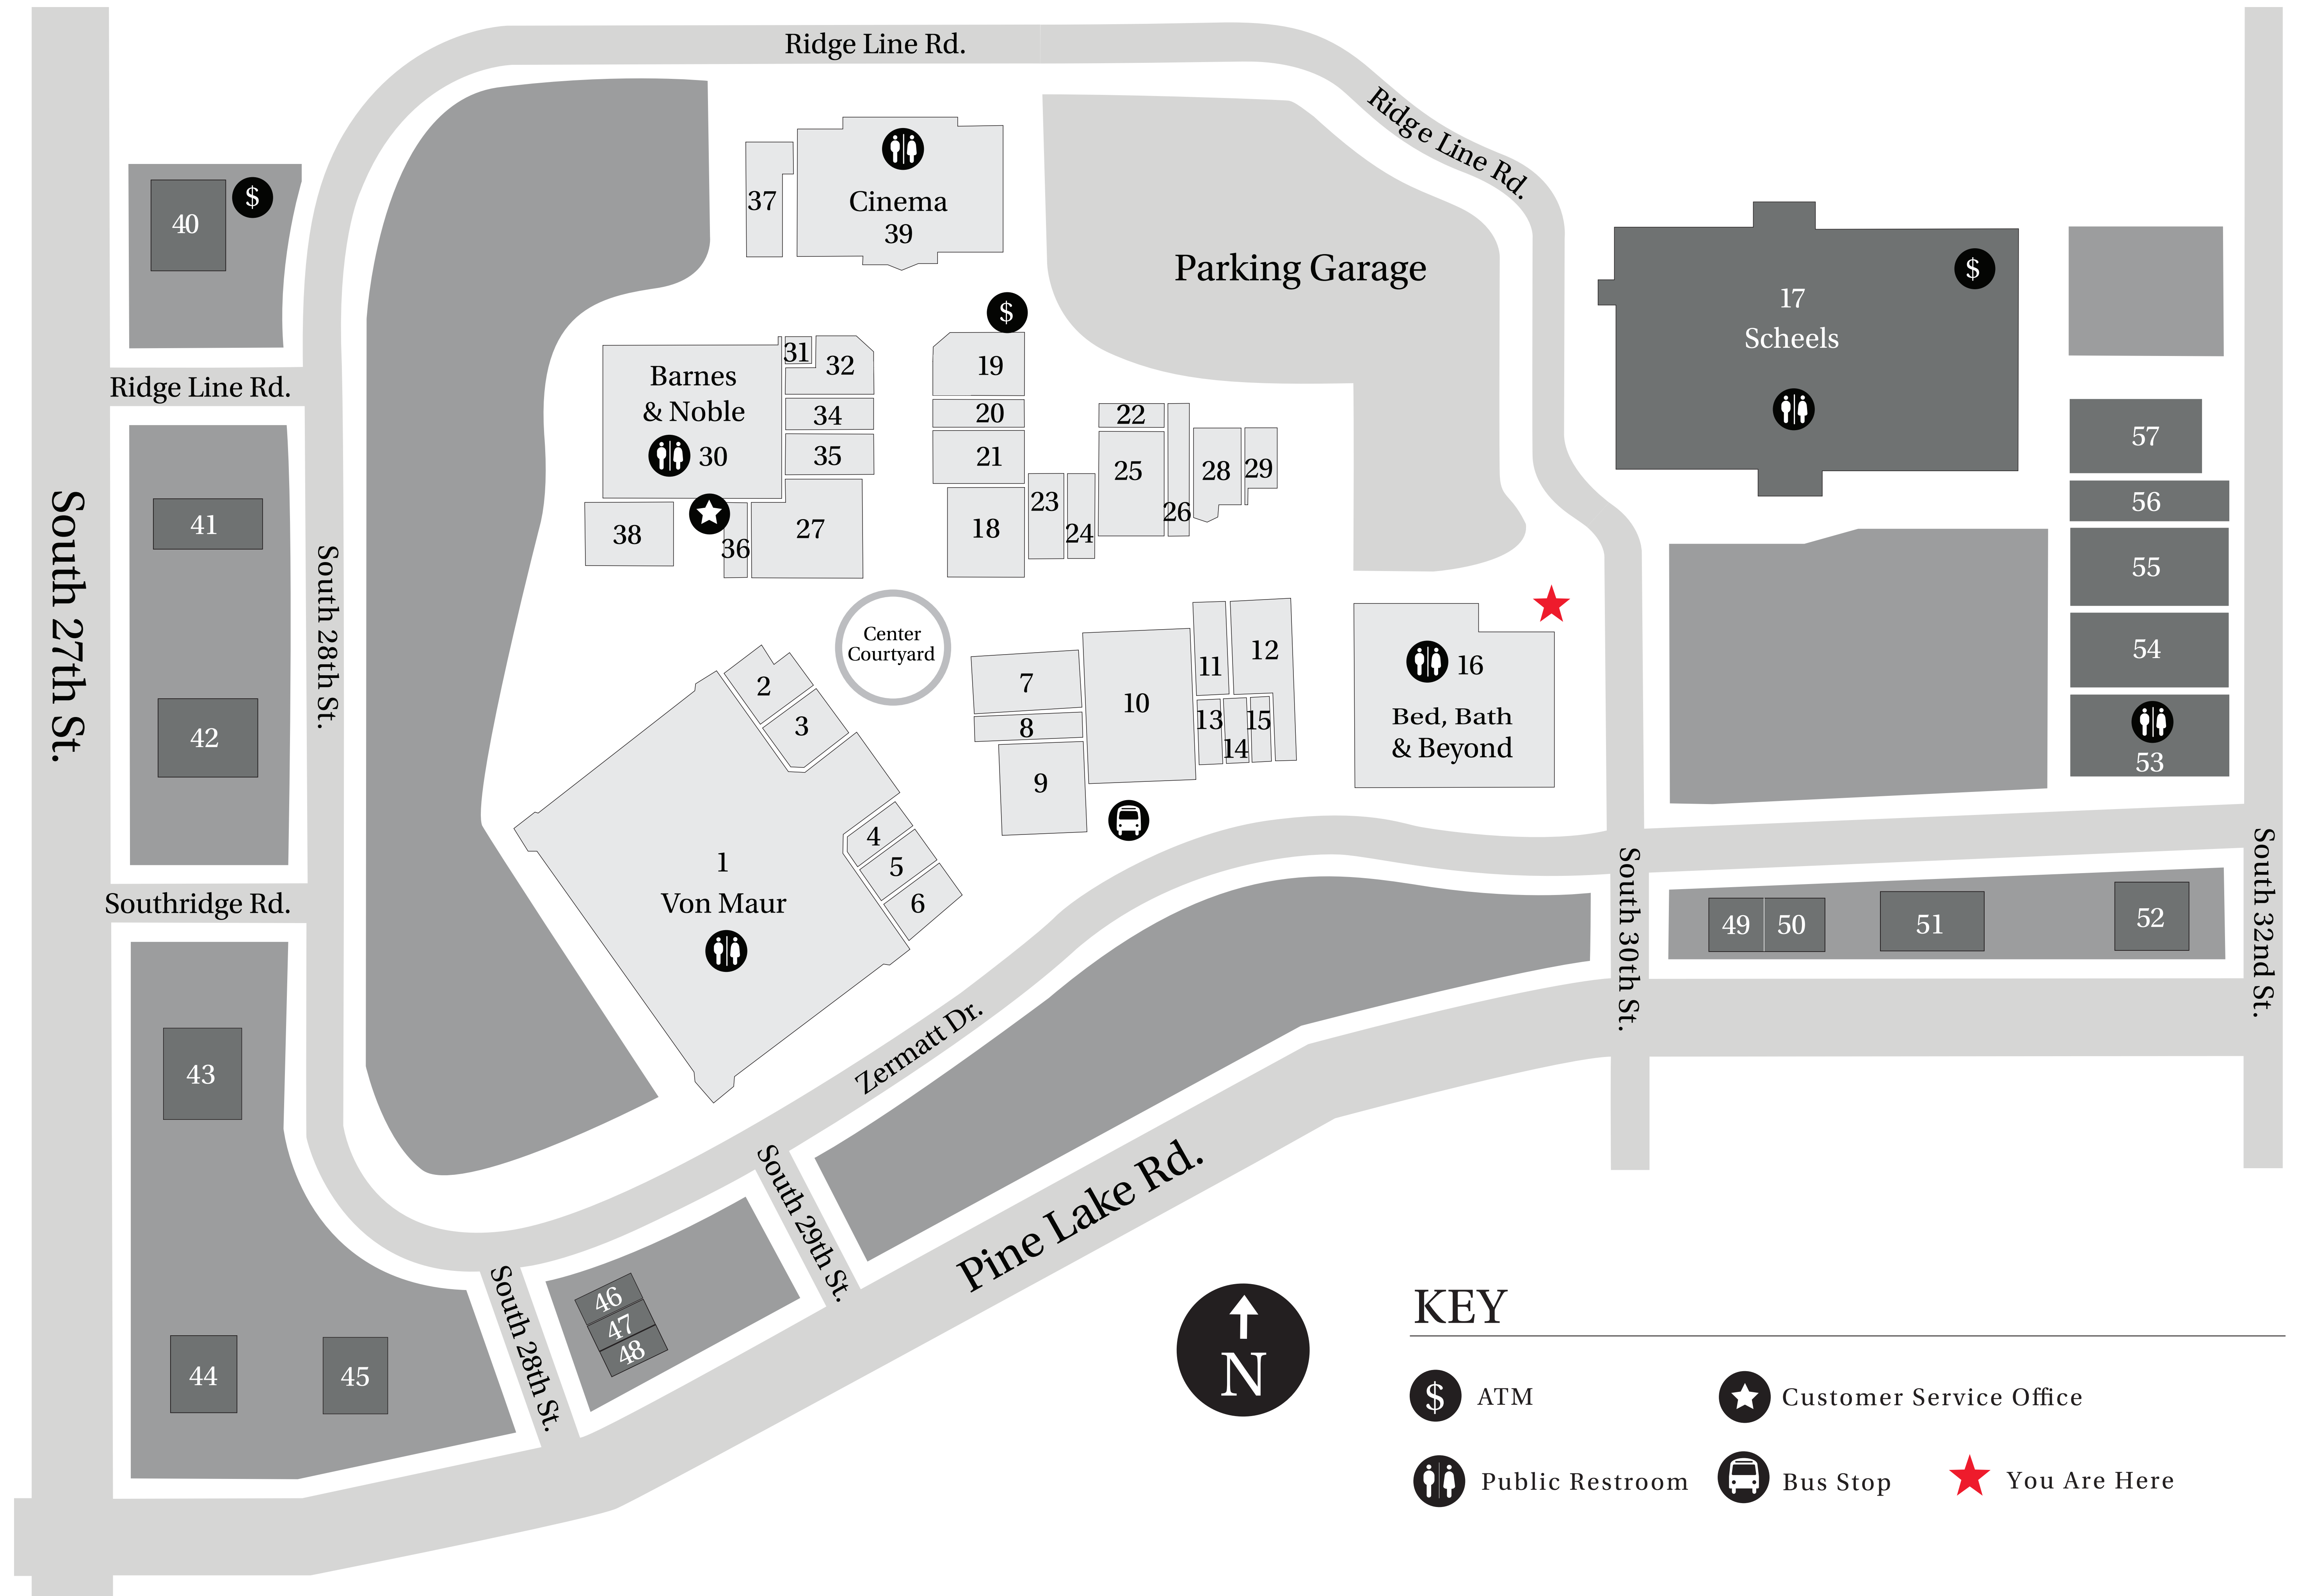 Ridge Line Rd.
Ridge Line Rd.
37
Cinema
39
40
$
Parking Garage
$
17
Scheels
$
31
32
Barnes
& Noble
30
34
35
19
20
21
22
25
26
28
29
Ridge Line Rd.
57
56
55
54
53
41
South 27th St.
South 28th St.
38
36
27
18
23
24
Center
Courtyard
2
3
7
8
9
10
11
12
13
14
15
16
Bed, Bath
& Beyond
42
1
Von Maur
4
5
6
Southridge Rd.
South 30th St.
49
50
51
52
South 32nd St.
43
Zermatt Dr.
South 29th St.
Pine Lake Rd.
South 28th St.
46
47
48
44
45
N
KEY
$ ATM
Customer Service Office
Public Restroom
Bus Stop
You Are Here